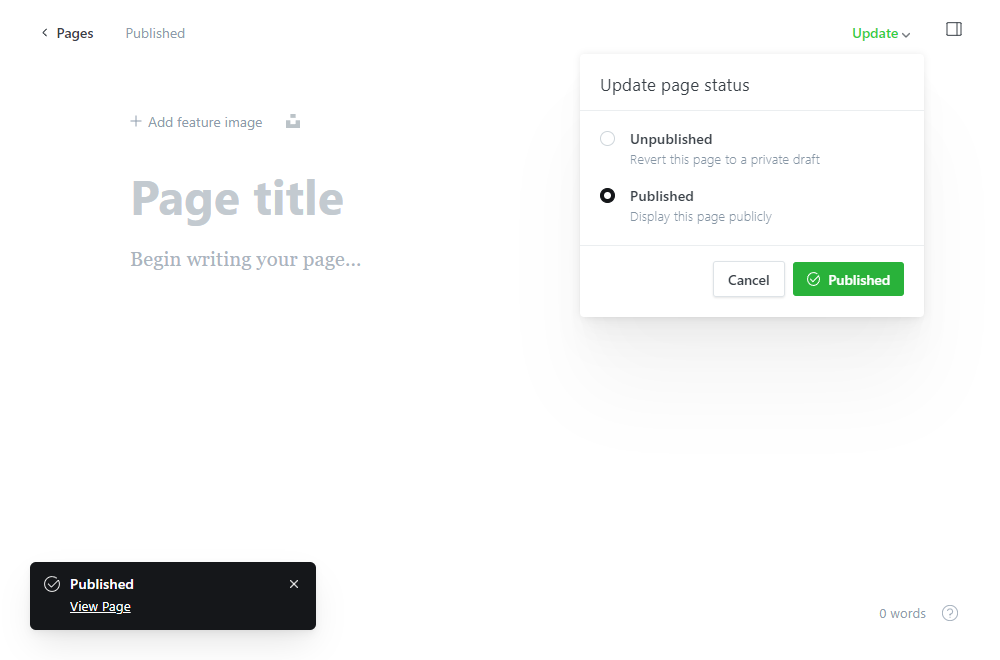 Pages
Published
Update
Update page status
Add feature image
Unpublished
Revert this page to a private draft
Page title
Published
Display this page publicly
Begin writing your page...
Cancel
Published
Published
View Page
0 words
?